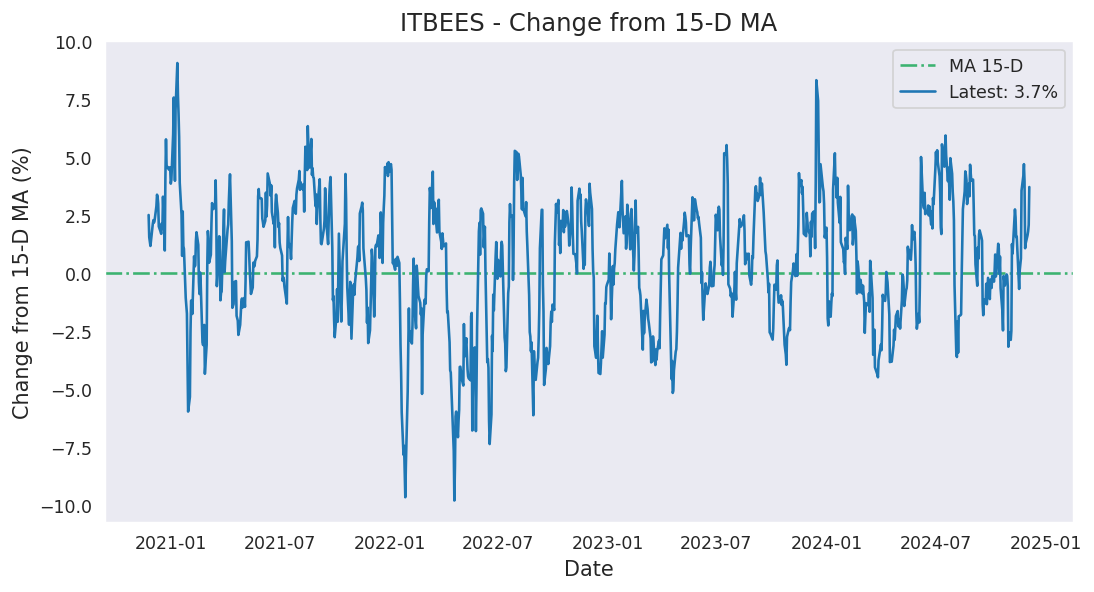 ITBEES - Change from 15-D MA
Change from 15-D MA (%)
10.0
7.5
5.0
2.5
0.0
−2.5
−5.0
−7.5
−10.0
MA 15-D
Latest: 3.7%
2021-01 2021-07 2022-01 2022-07 2023-01 2023-07 2024-01 2024-07 2025-01
Date